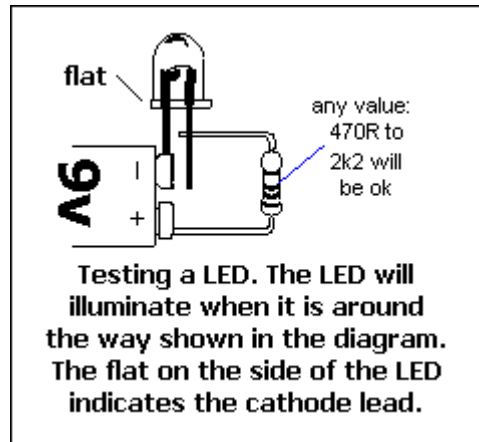 flat
any value:
470R to
2k2 will
be ok
9v
–
+
Testing a LED. The LED will
illuminate when it is around
the way shown in the diagram.
The flat on the side of the LED
indicates the cathode lead.